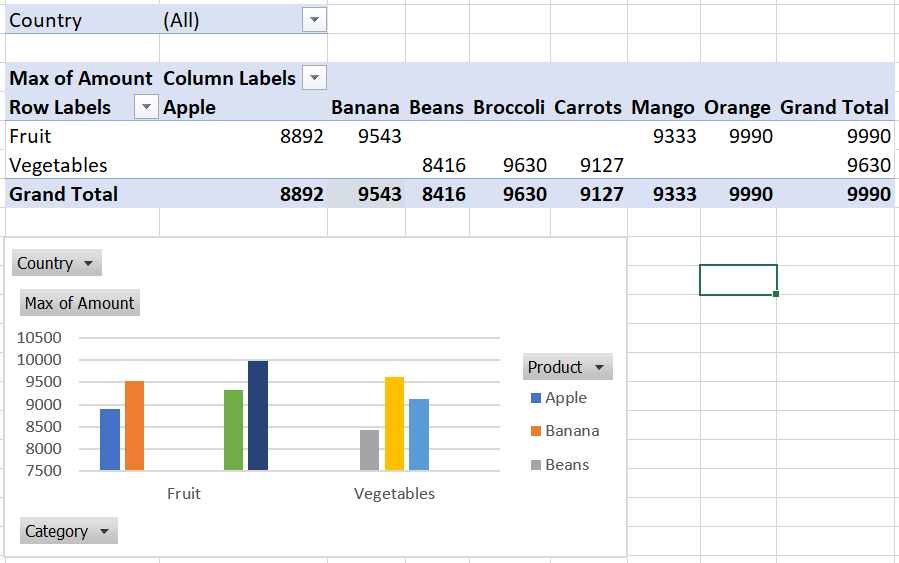 Country (All)
Max of Amount Column Labels
Row Labels Apple Banana Beans Broccoli Carrots Mango Orange Grand Total
Fruit 8892 9543 9333 9990 9990
Vegetables 8416 9630 9127 9630
Grand Total 8892 9543 8416 9630 9127 9333 9990 9990
Country
Max of Amount
10500
10000
9500
9000
8500
8000
7500
Fruit Vegetables
Product
Apple
Banana
Beans
Category